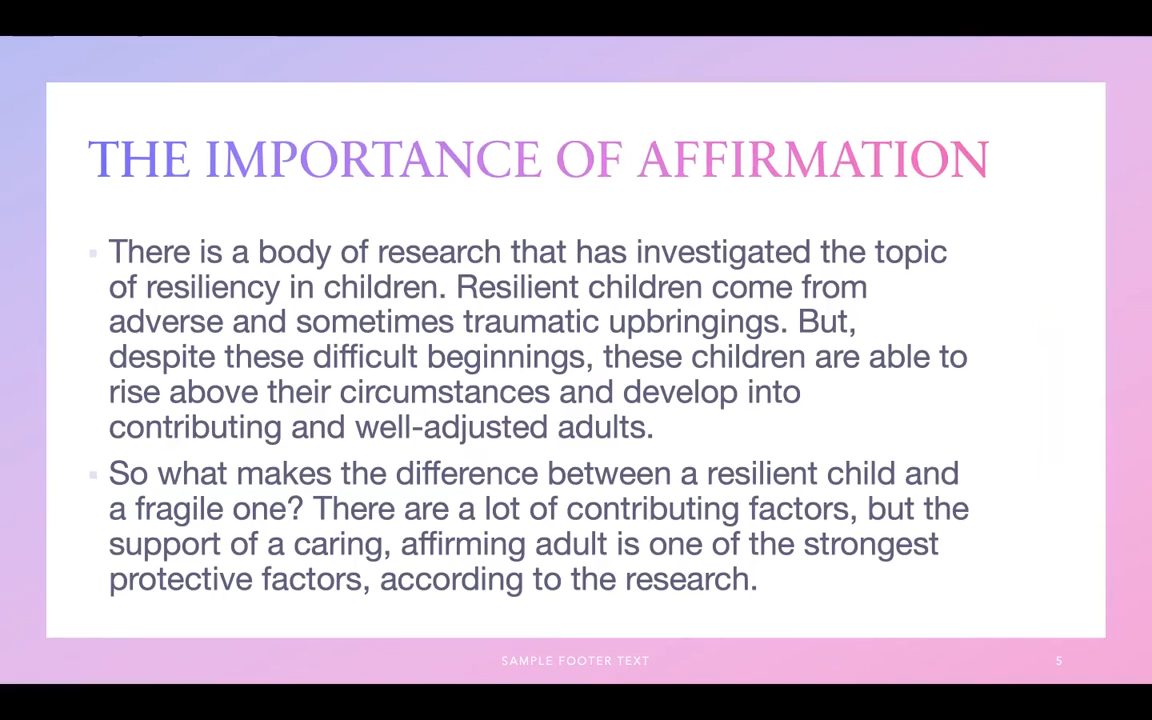 THE IMPORTANCE OF AFFIRMATION
There is a body of research that has investigated the topic
of resiliency in children. Resilient children come from
adverse and sometimes traumatic upbringings. But,
despite these difficult beginnings, these children are able to
rise above their circumstances and develop into
contributing and well-adjusted adults.
So what makes the difference between a resilient child and
a fragile one? There are a lot of contributing factors, but the
support of a caring, affirming adult is one of the strongest
protective factors, according to the research.
SAMPLE FOOTER TEXT
5